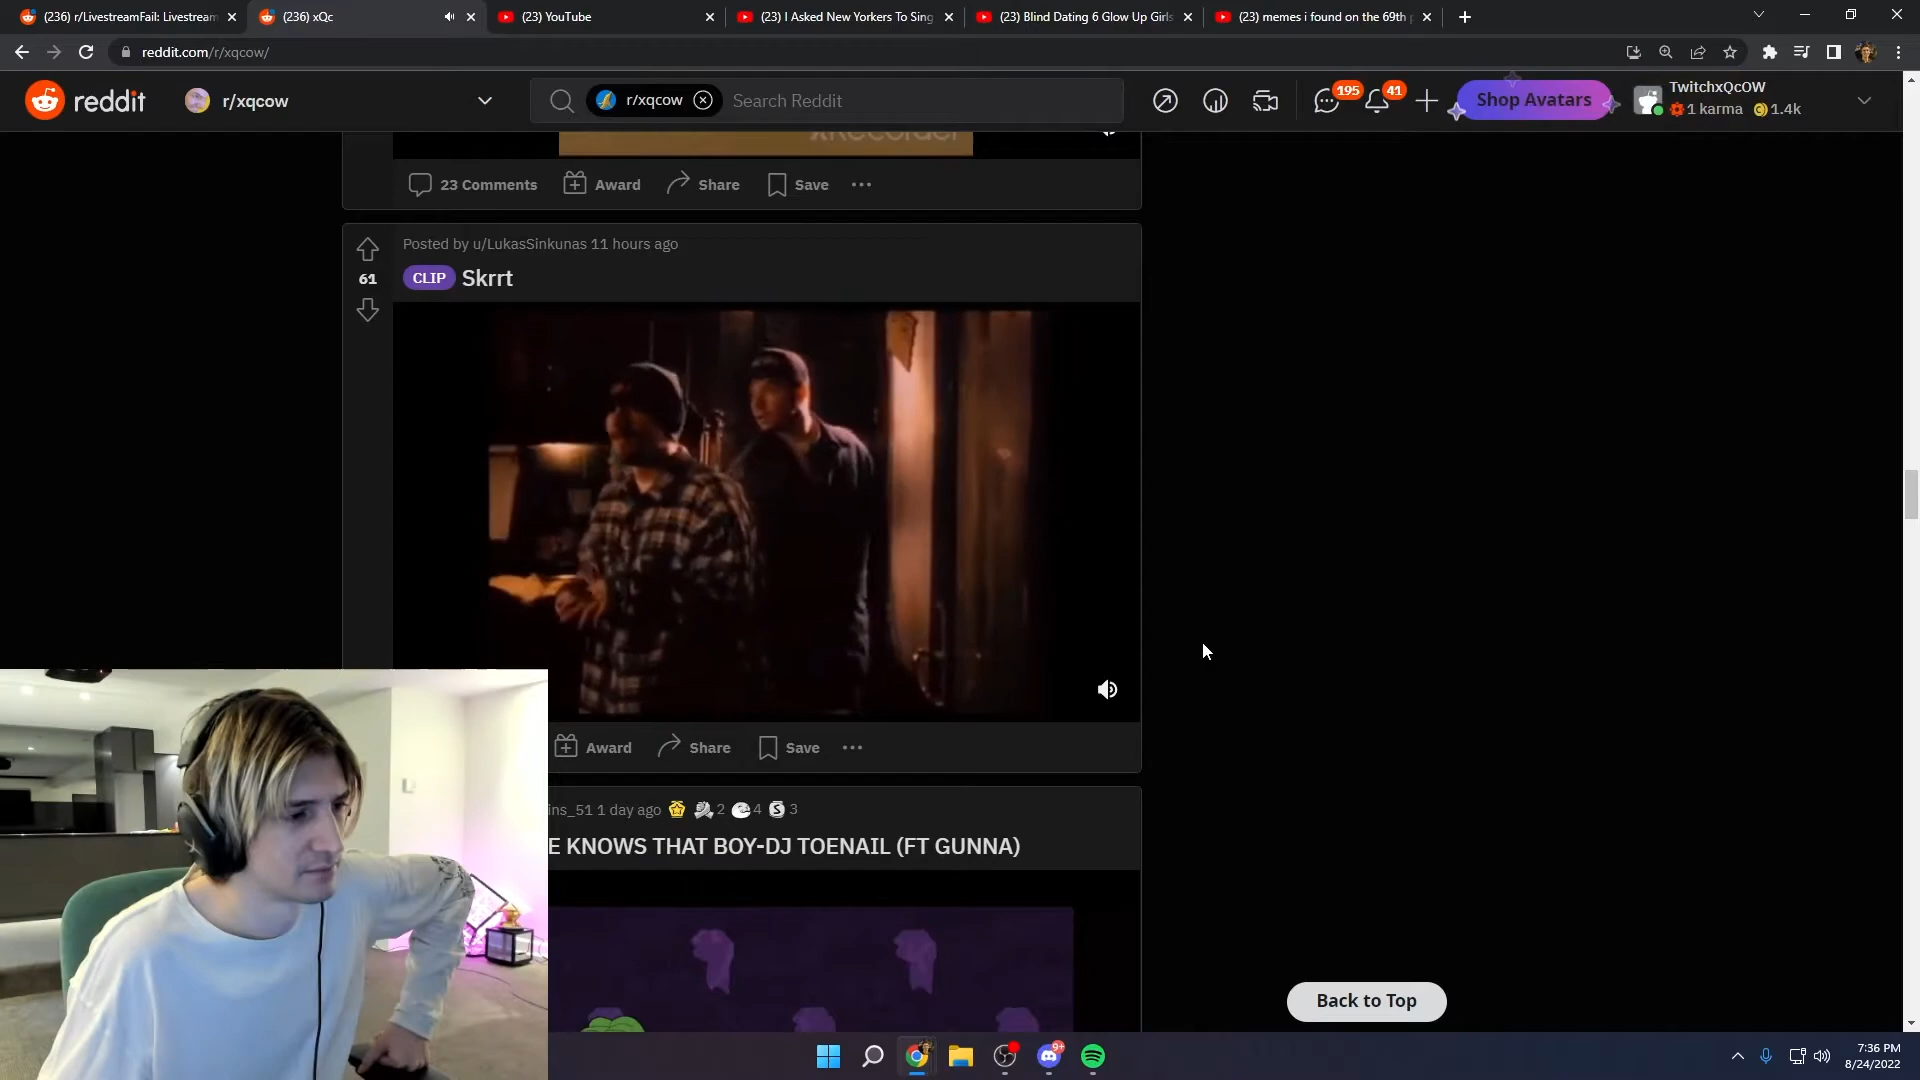 (236) r/LivestreamFail: Livestream
(236) xQc
(23) YouTube
(23) I Asked New Yorkers To Sing
(23) Blind Dating 6 Glow Up Girls
(23) memes i found on the 69th
reddit.com/r/xqcow/
reddit
r/xqcow
r/xqcow
Search Reddit
195
41
Shop Avatars
TwitchxQcOW
1 karma
1.4k
xRecorder
23 Comments
Award
Share
Save
Posted by u/LukasSinkunas 11 hours ago
61
CLIP
Skrrt
Award
Share
Save
ins_51 1 day ago
2
4
3
E KNOWS THAT BOY-DJ TOENAIL (FT GUNNA)
Back to Top
9+
7:36 PM
8/24/2022